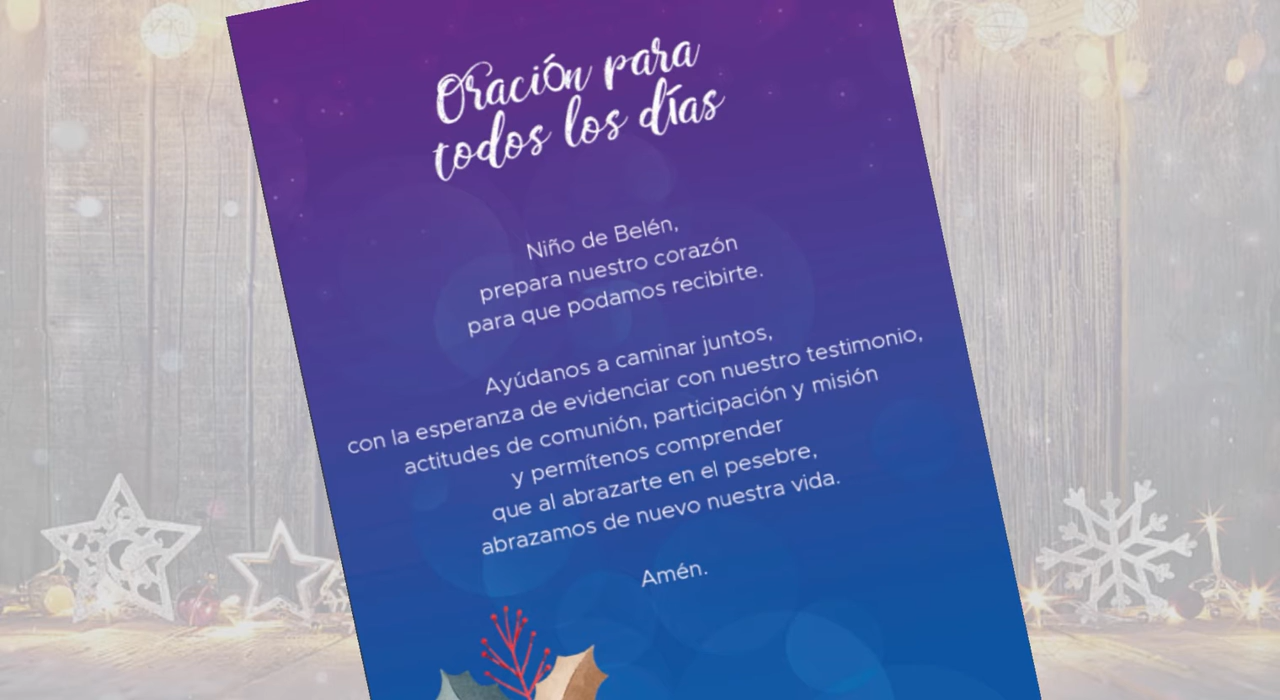 Oración para
todos los días
Niño de Belén,
prepara nuestro corazón
para que podamos recibirte.
Ayúdanos a caminar juntos,
con la esperanza de evidenciar con nuestro testimonio,
actitudes de comunión, participación y misión
y permítenos comprender
que al abrazarte en el pesebre,
abrazamos de nuevo nuestra vida.
Amén.